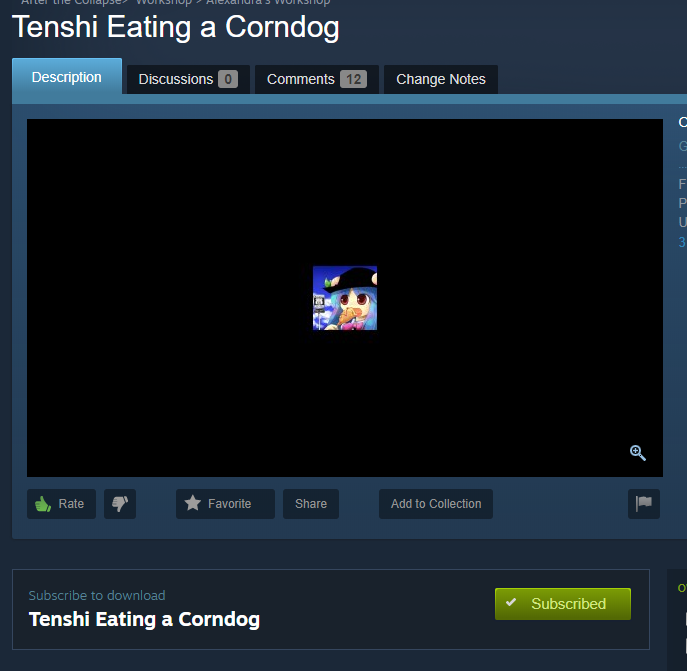 After the Collapse > Workshop > Alexandra's Workshop
Tenshi Eating a Corndog
Description Discussions 0 Comments 12 Change Notes
Rate Favorite Share Add to Collection
Subscribe to download
Tenshi Eating a Corndog
Subscribed